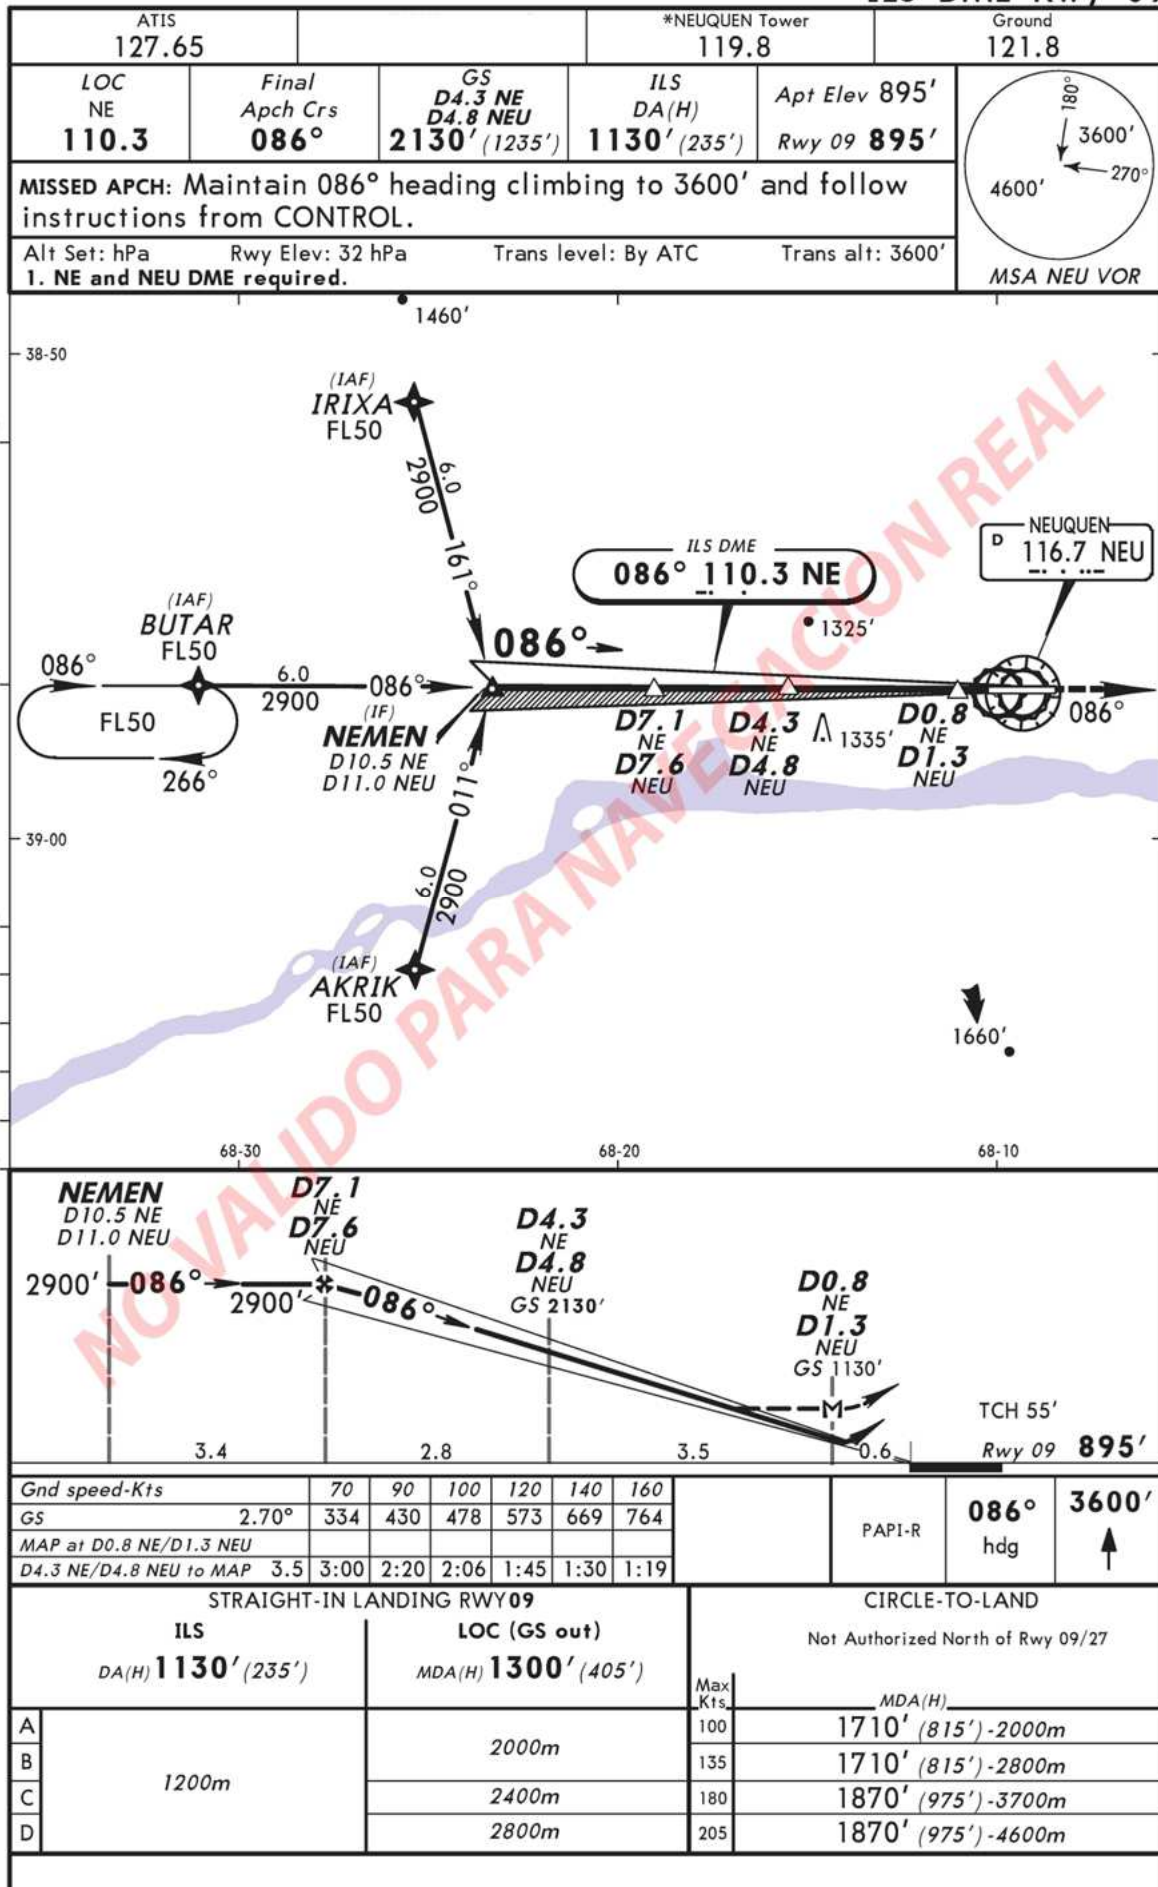 ATIS
127.65
*NEUQUEN Tower
119.8
Ground
121.8
LOC
NE
110.3
Final
Apch Crs
086°
GS
D4.3 NE
D4.8 NEU
2130' (1235')
ILS
DA(H)
1130' (235')
Apt Elev 895'
Rwy 09 895'
180°
3600'
270°
4600'
MSA NEU VOR
MISSED APCH: Maintain 086° heading climbing to 3600' and follow
instructions from CONTROL.
Alt Set: hPa Rwy Elev: 32 hPa Trans level: By ATC Trans alt: 3600'
1. NE and NEU DME required.
1460'
38-50
(IAF)
IRIXA
FL50
6.0
2900
161°
ILS DME
086° 110.3 NE
NEUQUEN
D 116.7 NEU
1325'
(IAF)
BUTAR
FL50
086°
FL50
266°
6.0
2900
086°
086°
(IF)
NEMEN
D10.5 NE
D11.0 NEU
D7.1
NE
D7.6
NEU
D4.3
NE
D4.8
NEU
1335'
D0.8
NE
D1.3
NEU
086°
39-00
011°
6.0
2900
(IAF)
AKRIK
FL50
1660'
68-30
68-20
68-10
NO VALIDO PARA NAVEGACION REAL
NEMEN
D10.5 NE
D11.0 NEU
D7.1
NE
D7.6
NEU
D4.3
NE
D4.8
NEU
GS 2130'
D0.8
NE
D1.3
NEU
GS 1130'
2900'
086°
2900'
086°
M
TCH 55'
Rwy 09 895'
3.4
2.8
3.5
0.6
Gnd speed-Kts 70 90 100 120 140 160
GS 2.70° 334 430 478 573 669 764
MAP at D0.8 NE/D1.3 NEU
D4.3 NE/D4.8 NEU to MAP 3.5 3:00 2:20 2:06 1:45 1:30 1:19
PAPI-R
086°
hdg
3600'
STRAIGHT-IN LANDING RWY09
ILS
DA(H) 1130' (235')
LOC (GS out)
MDA(H) 1300' (405')
CIRCLE-TO-LAND
Not Authorized North of Rwy 09/27
Max
Kts
MDA(H)
A
B
C
D
1200m
2000m
2400m
2800m
100 1710' (815') -2000m
135 1710' (815') -2800m
180 1870' (975') -3700m
205 1870' (975') -4600m